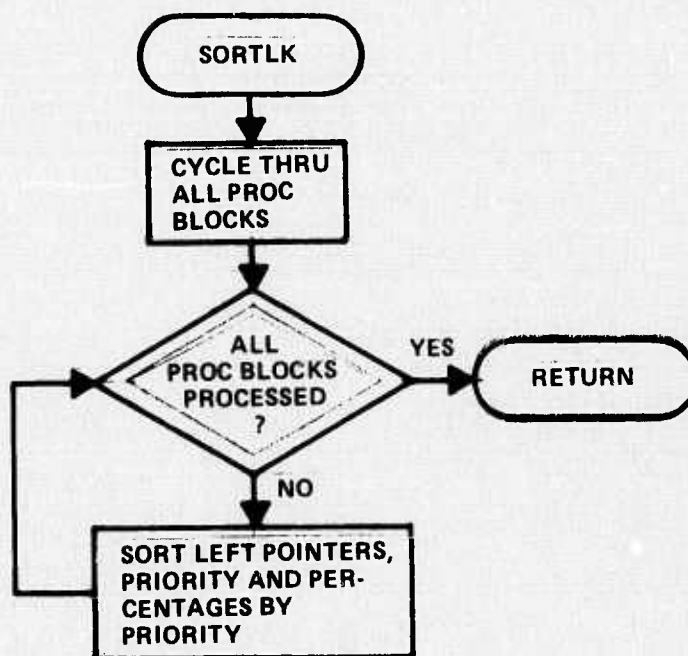 SORTLK
CYCLE THRU
ALL PROC
BLOCKS
ALL
PROC BLOCKS
PROCESSED
?
YES
RETURN
NO
SORT LEFT POINTERS,
PRIORITY AND PER-
CENTAGES BY
PRIORITY